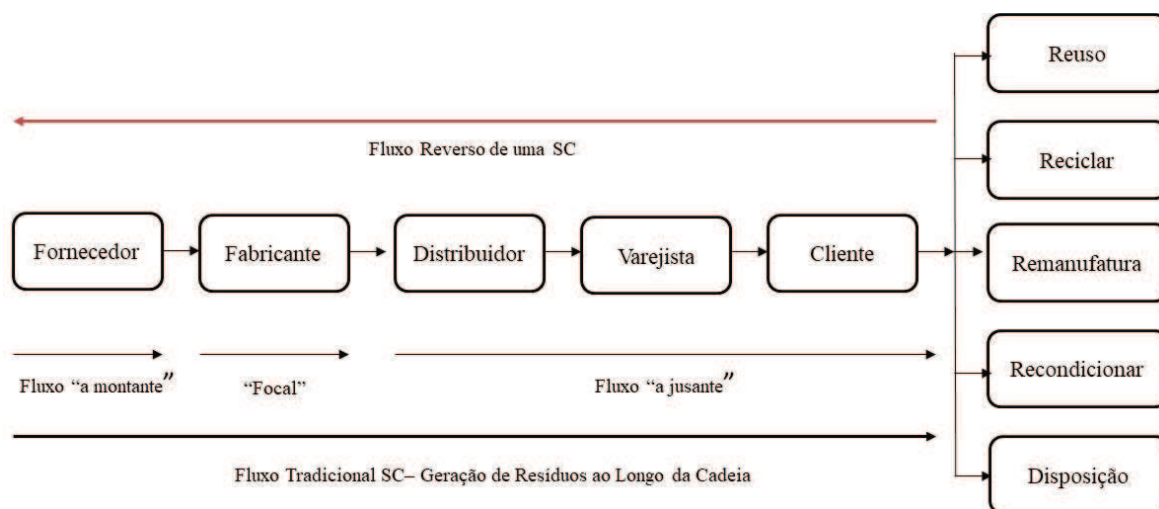 Reuso
Fluxo Reverso de uma SC
Reciclar
Fornecedor
Fabricante
Distribuidor
Varejista
Cliente
Remanufatura
Fluxo “a montante”
“Focal”
Fluxo “a jusante”
Recondicionar
Fluxo Tradicional SC– Geração de Resíduos ao Longo da Cadeia
Disposição